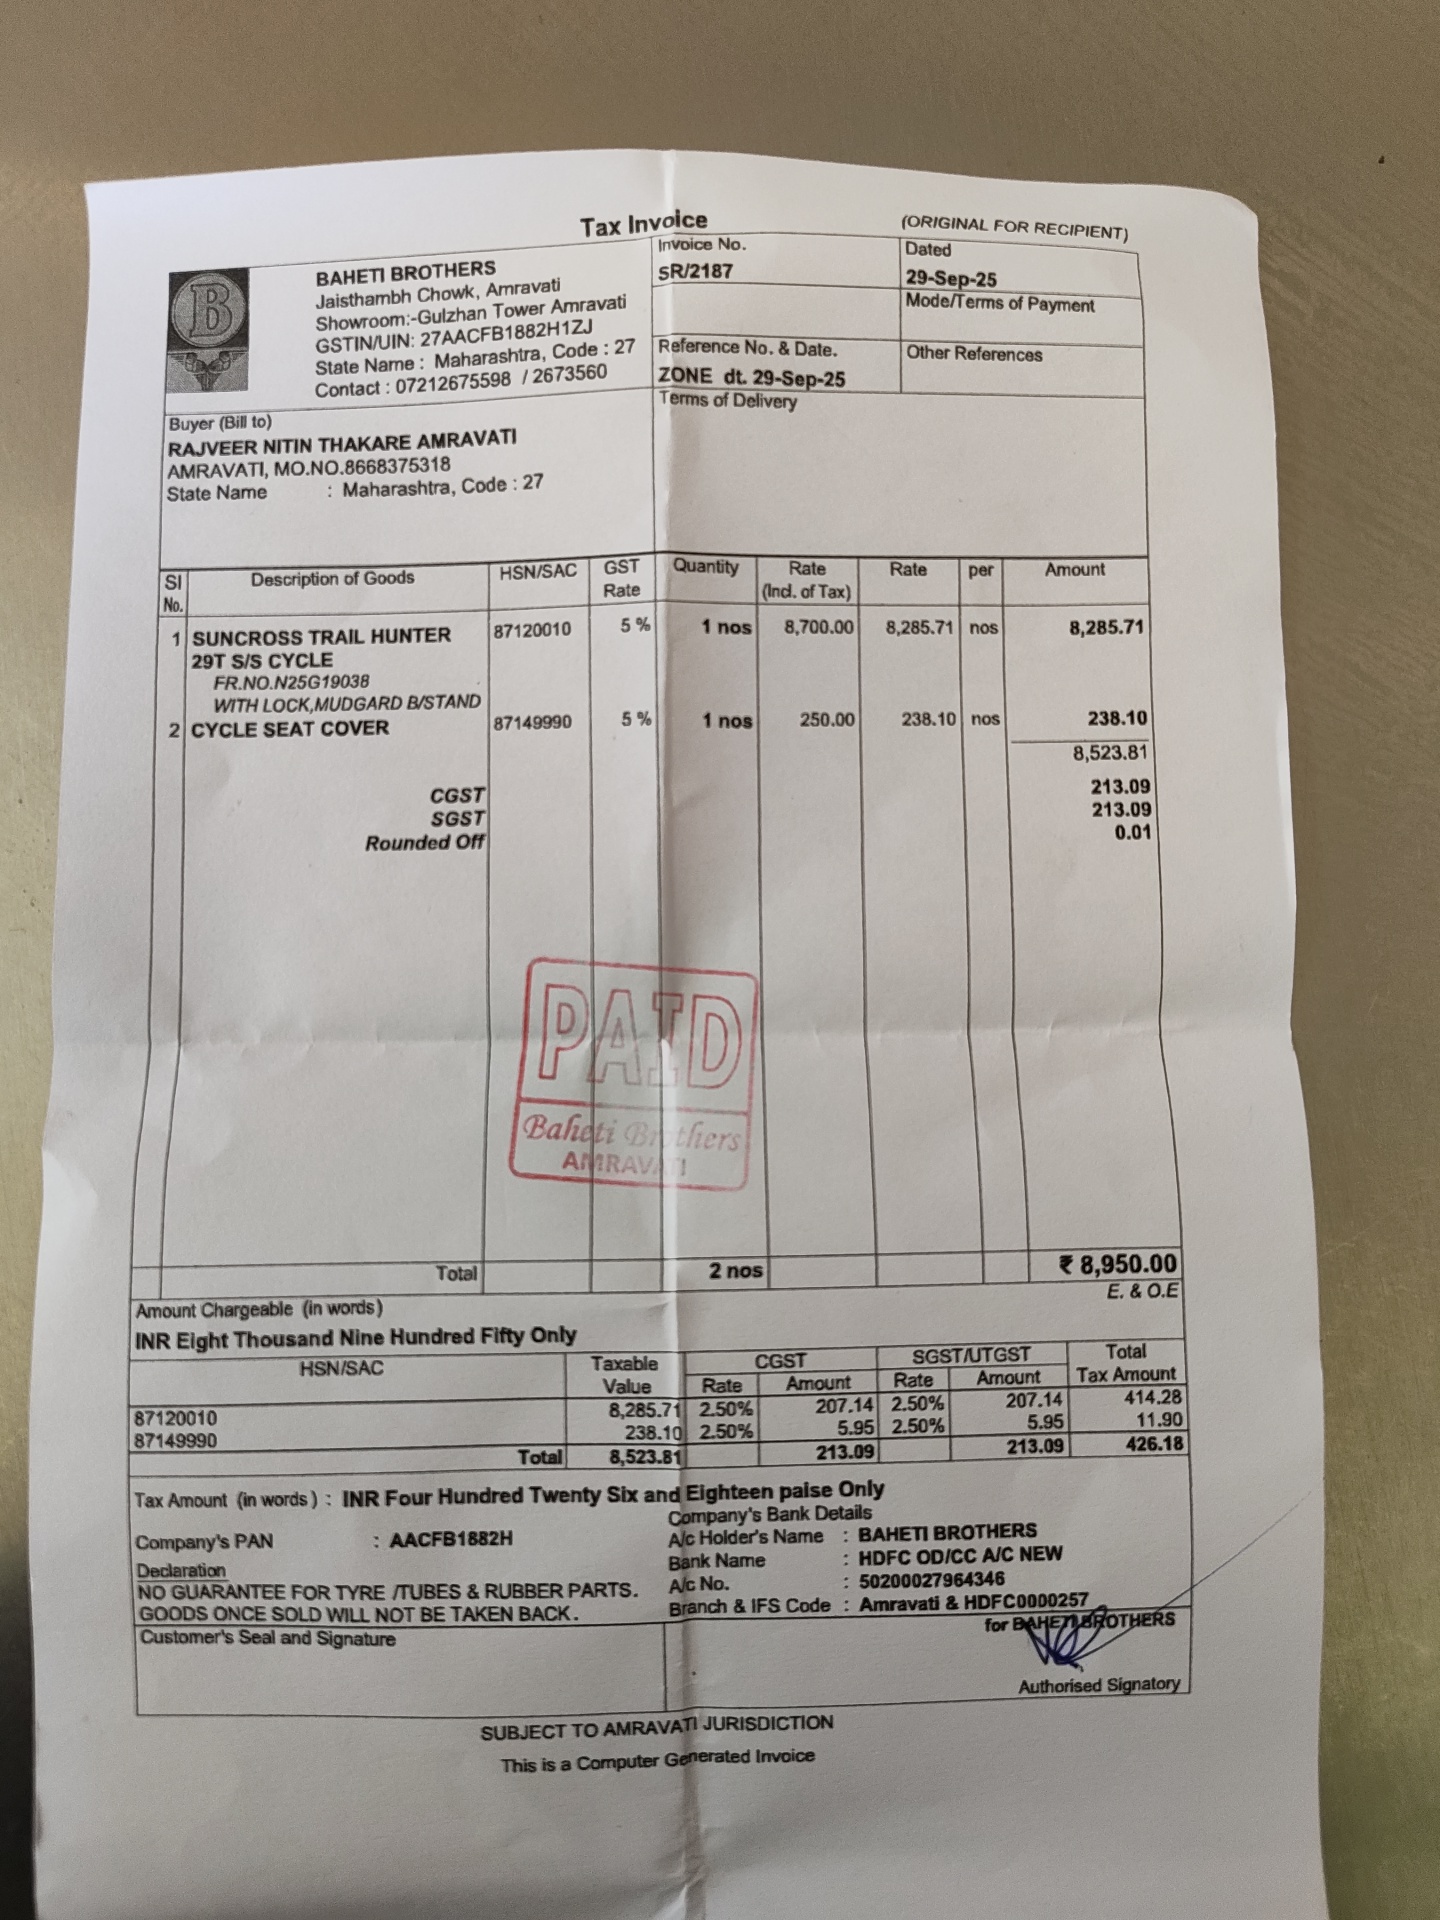 Tax Invoice
(ORIGINAL FOR RECIPIENT)
B
BAHETI BROTHERS
Jaisthambh Chowk, Amravati
Showroom:-Gulzhan Tower Amravati
GSTIN/UIN: 27AACFB1882H1ZJ
State Name : Maharashtra, Code : 27
Contact : 07212675598 / 2673560
Invoice No.
SR/2187
Dated
29-Sep-25
Mode/Terms of Payment
Reference No. & Date.
ZONE dt. 29-Sep-25
Other References
Terms of Delivery
Buyer (Bill to)
RAJVEER NITIN THAKARE AMRAVATI
AMRAVATI, MO.NO.8668375318
State Name : Maharashtra, Code : 27
Sl No. Description of Goods HSN/SAC GST Rate Quantity Rate (Incl. of Tax) Rate per Amount
1 SUNCROSS TRAIL HUNTER 87120010 5 % 1 nos 8,700.00 8,285.71 nos 8,285.71
29T S/S CYCLE
FR.NO.N25G19038
WITH LOCK,MUDGARD B/STAND
2 CYCLE SEAT COVER 87149990 5 % 1 nos 250.00 238.10 nos 238.10
8,523.81
CGST 213.09
SGST 213.09
Rounded Off 0.01
PAID
Baheti Brothers
AMRAVATI
Total 2 nos ₹ 8,950.00
E. & O.E
Amount Chargeable (in words)
INR Eight Thousand Nine Hundred Fifty Only
HSN/SAC Taxable Value CGST SGST/UTGST Total Tax Amount
Rate Amount Rate Amount
87120010 8,285.71 2.50% 207.14 2.50% 207.14 414.28
87149990 238.10 2.50% 5.95 2.50% 5.95 11.90
Total 8,523.81 213.09 213.09 426.18
Tax Amount (in words) : INR Four Hundred Twenty Six and Eighteen paise Only
Company's PAN : AACFB1882H
Declaration
NO GUARANTEE FOR TYRE /TUBES & RUBBER PARTS.
GOODS ONCE SOLD WILL NOT BE TAKEN BACK.
Company's Bank Details
A/c Holder's Name : BAHETI BROTHERS
Bank Name : HDFC OD/CC A/C NEW
A/c No. : 50200027964346
Branch & IFS Code : Amravati & HDFC0000257
Customer's Seal and Signature
for BAHETI BROTHERS
Authorised Signatory
SUBJECT TO AMRAVATI JURISDICTION
This is a Computer Generated Invoice